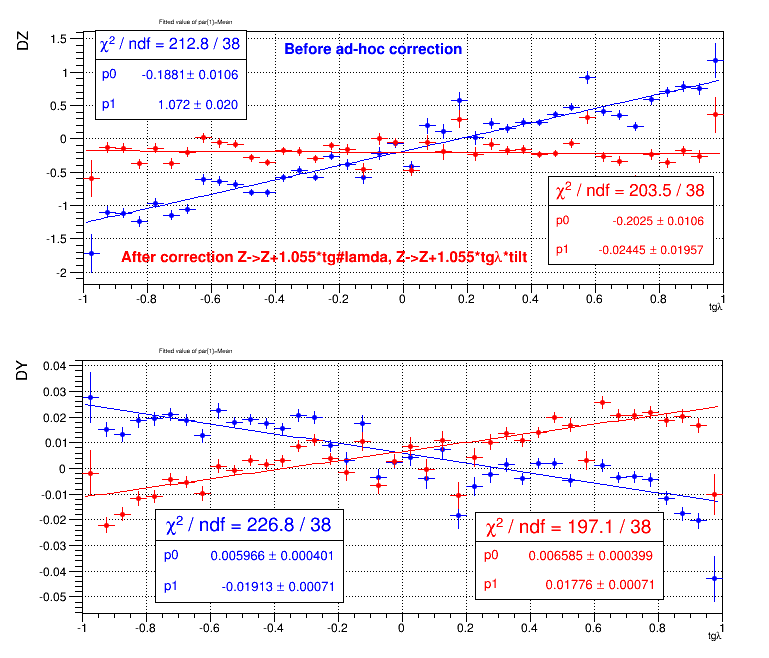 Fitted value of par[1]=Mean
DZ
χ² / ndf = 212.8 / 38
p0 -0.1881 ± 0.0106
p1 1.072 ± 0.020
Before ad-hoc correction
1.5
1
0.5
0
-0.5
-1
-1.5
-2
χ² / ndf = 203.5 / 38
p0 -0.2025 ± 0.0106
p1 -0.02445 ± 0.01957
After correction Z->Z+1.055*tg#lamda, Z->Z+1.055*tgλ*tilt
-1 -0.8 -0.6 -0.4 -0.2 0 0.2 0.4 0.6 0.8 1
tgλ
Fitted value of par[1]=Mean
DY
0.04
0.03
0.02
0.01
0
-0.01
-0.02
-0.03
-0.04
-0.05
χ² / ndf = 226.8 / 38
p0 0.005966 ± 0.000401
p1 -0.01913 ± 0.00071
χ² / ndf = 197.1 / 38
p0 0.006585 ± 0.000399
p1 0.01776 ± 0.00071
-1 -0.8 -0.6 -0.4 -0.2 0 0.2 0.4 0.6 0.8 1
tgλ